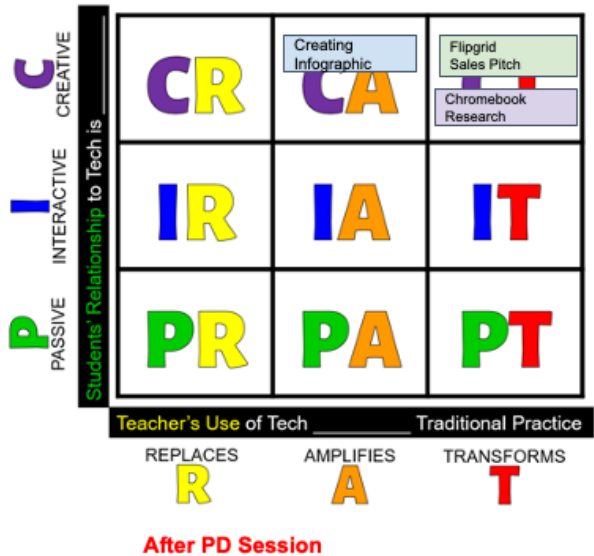 C
CREATIVE
I
INTERACTIVE
P
PASSIVE
Students' Relationship to Tech is __________
CR
Creating
Infographic
CA
Flipgrid
Sales Pitch
Chromebook
Research
IR
IA
IT
PR
PA
PT
Teacher's Use of Tech __________ Traditional Practice
REPLACES
R
AMPLIFIES
A
TRANSFORMS
T
After PD Session